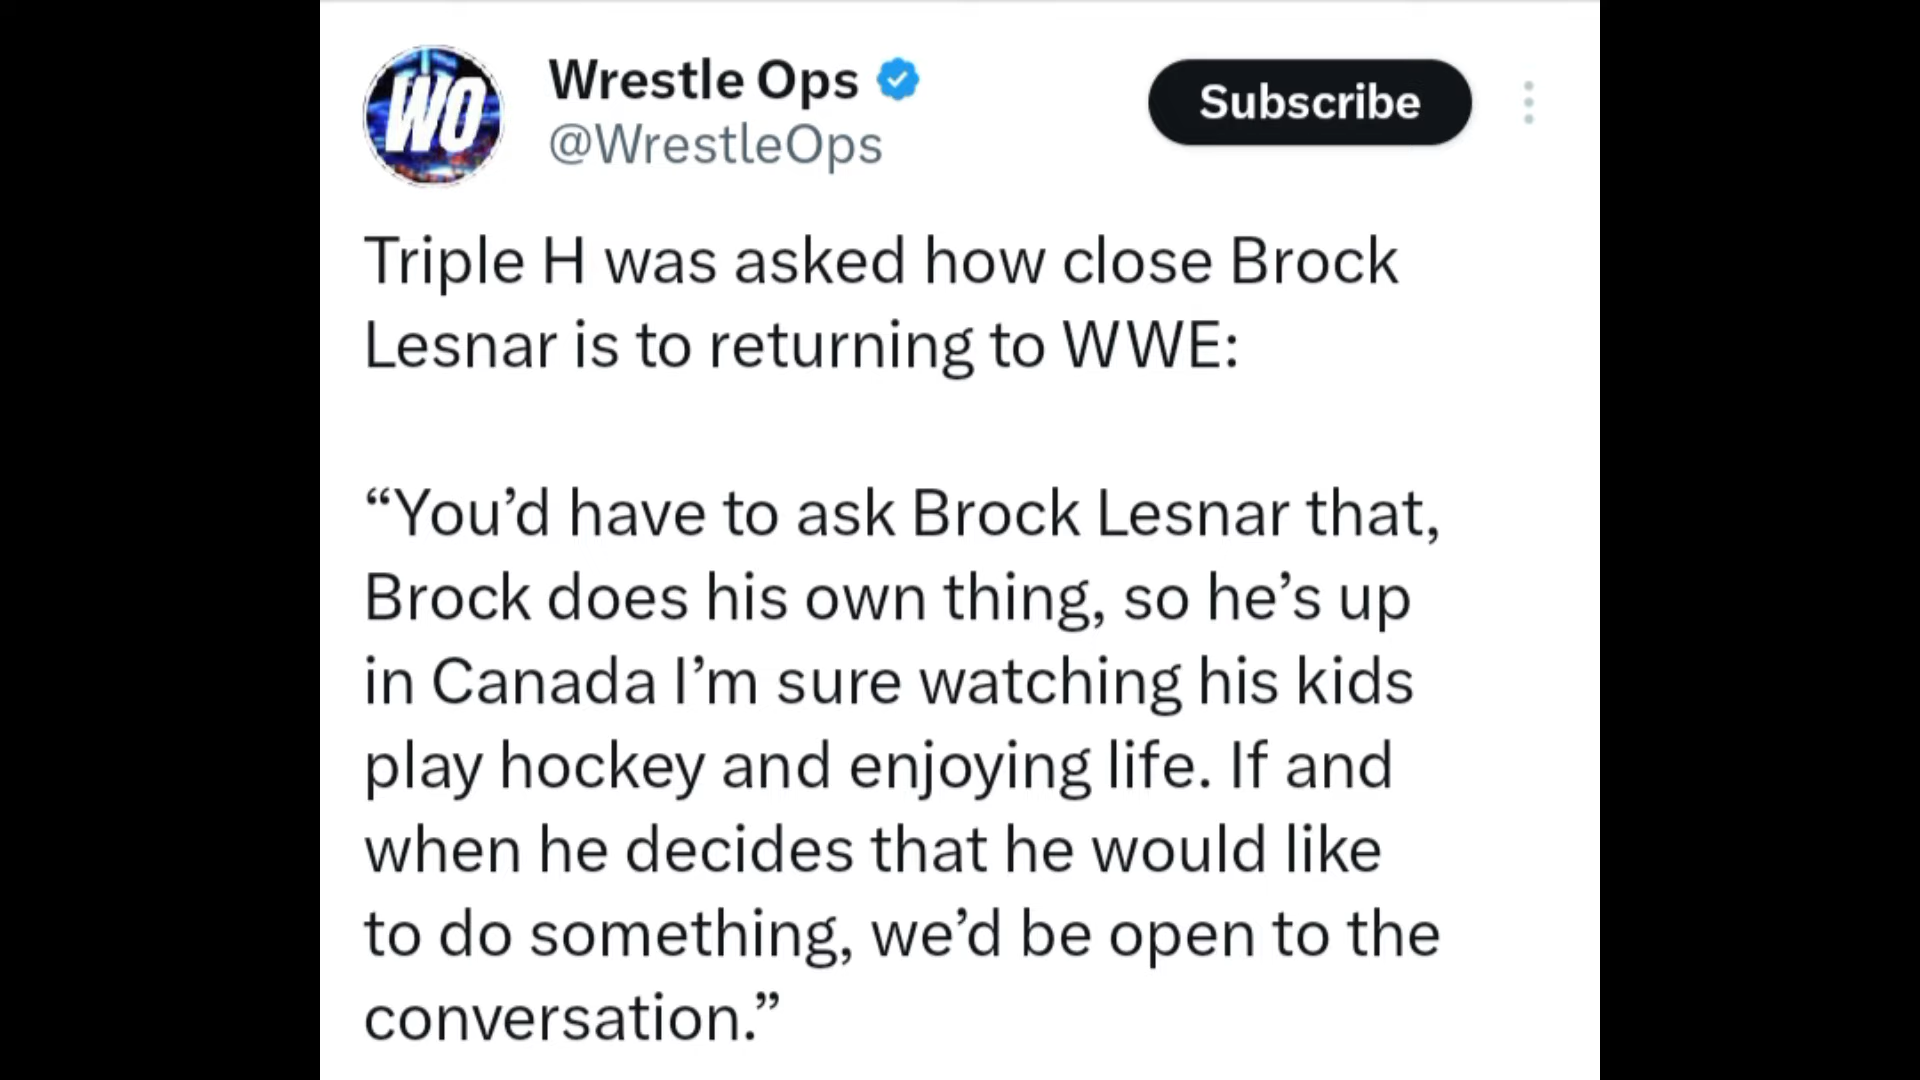 WO
Wrestle Ops
@WrestleOps
Subscribe
Triple H was asked how close Brock
Lesnar is to returning to WWE:
“You’d have to ask Brock Lesnar that,
Brock does his own thing, so he’s up
in Canada I’m sure watching his kids
play hockey and enjoying life. If and
when he decides that he would like
to do something, we’d be open to the
conversation.”